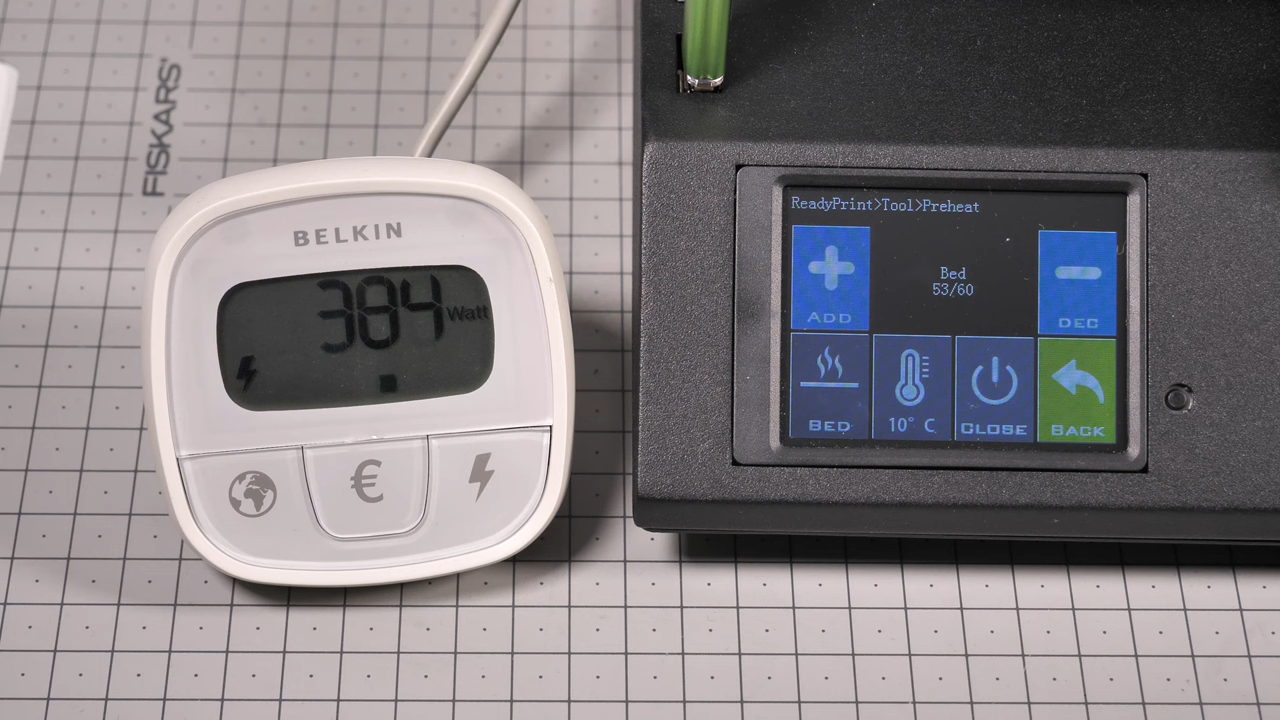 FISKARS
BELKIN
384 Watt
€
ReadyPrint>Tool>Preheat
ADD
Bed
53/60
DEC
BED
10° C
CLOSE
BACK